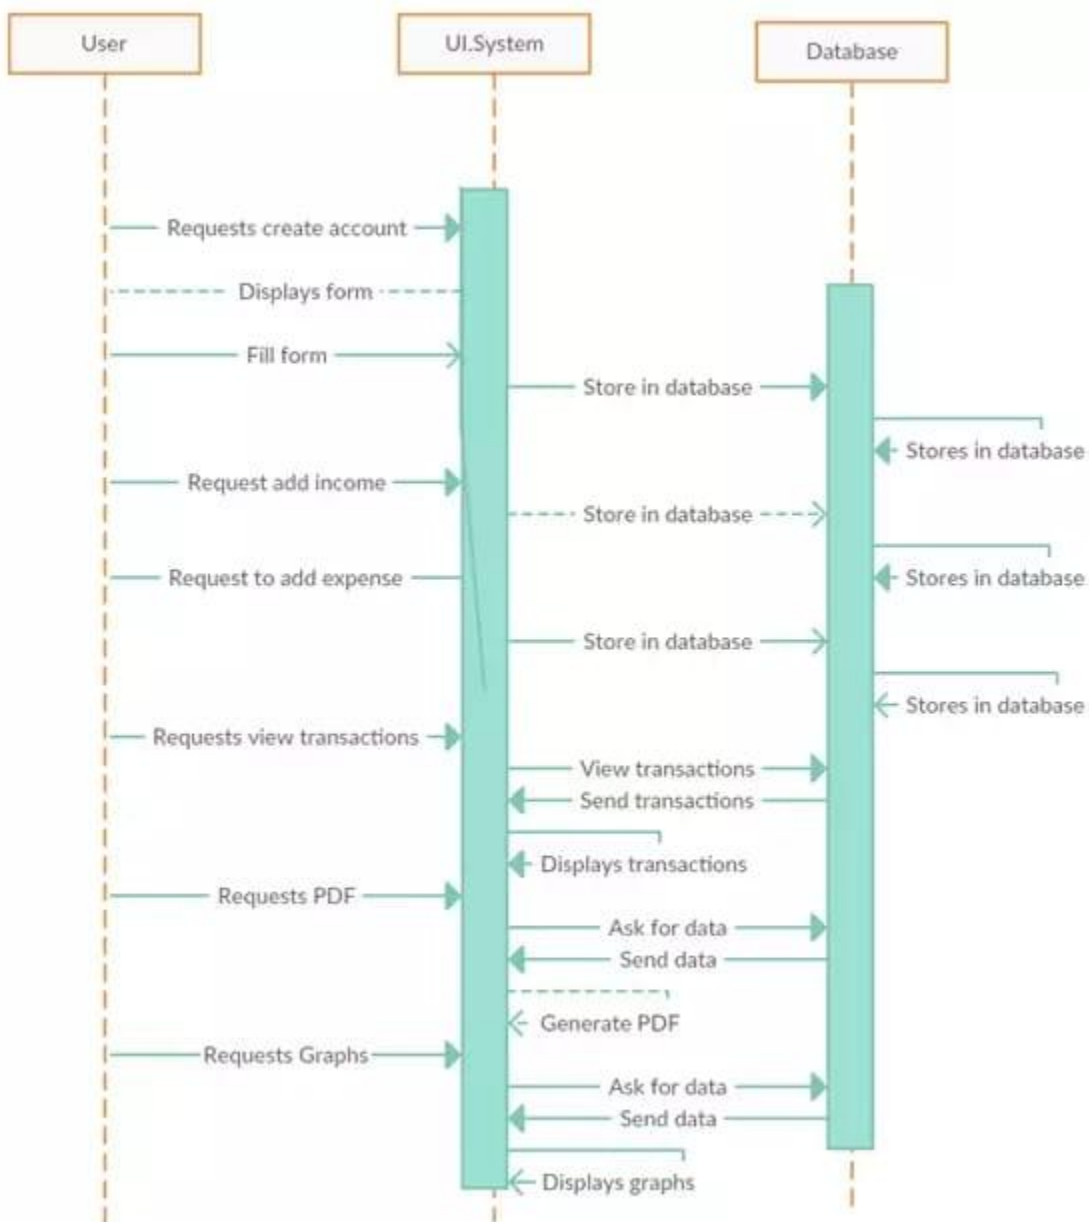 User
UI.System
Database
Requests create account
Displays form
Fill form
Store in database
Stores in database
Request add income
Store in database
Request to add expense
Stores in database
Store in database
Stores in database
Requests view transactions
View transactions
Send transactions
Displays transactions
Requests PDF
Ask for data
Send data
Generate PDF
Requests Graphs
Ask for data
Send data
Displays graphs